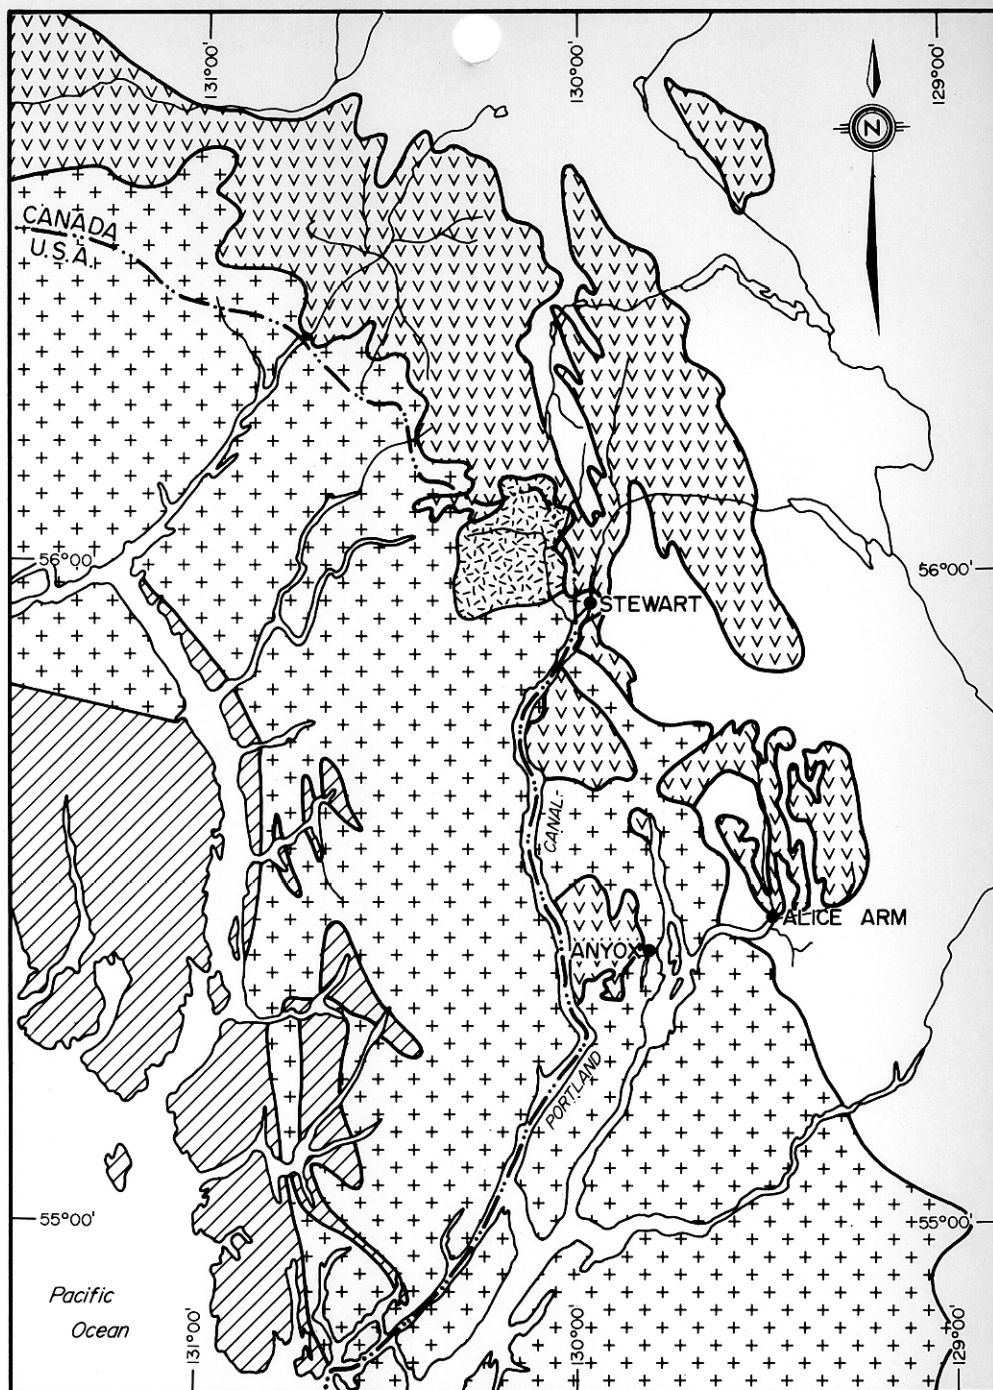 131°00'
130°00'
129°00'
N
CANADA
U.S.A.
56°00'
56°00'
STEWART
CANAL
ALICE ARM
ANYOX
PORTLAND
55°00'
55°00'
Pacific
Ocean
131°00'
130°00'
129°00'